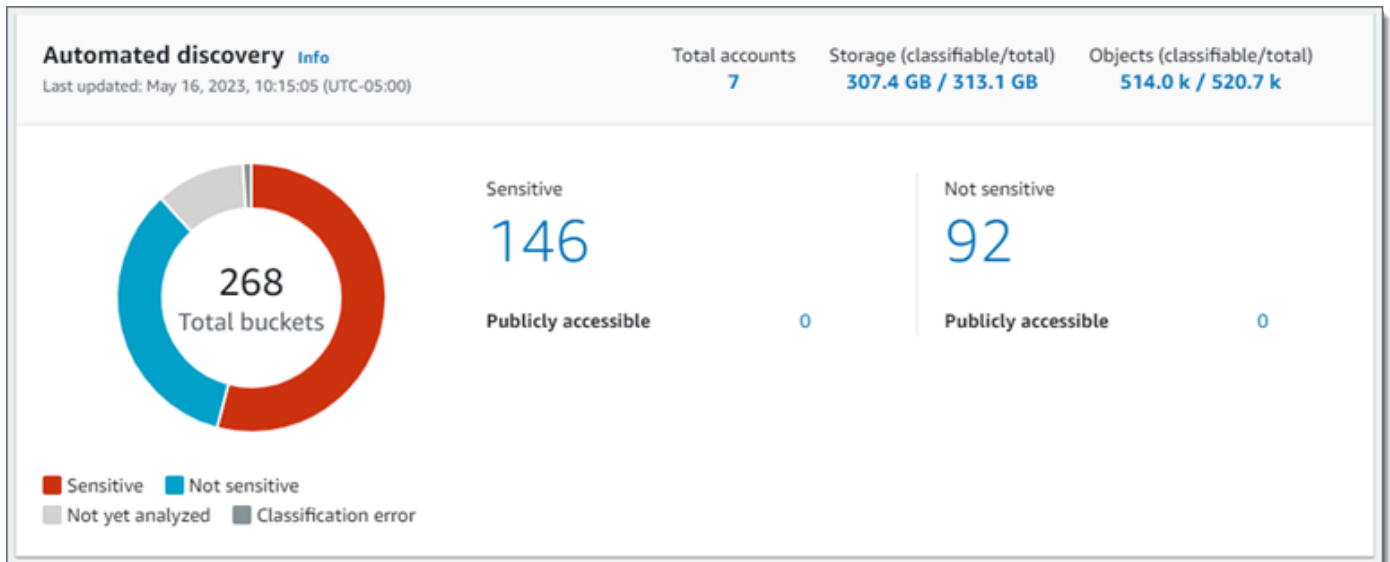 Automated discovery Info
Last updated: May 16, 2023, 10:15:05 (UTC-05:00)
Total accounts
7
Storage (classifiable/total)
307.4 GB / 313.1 GB
Objects (classifiable/total)
514.0 k / 520.7 k
268
Total buckets
Sensitive
146
Publicly accessible 0
Not sensitive
92
Publicly accessible 0
Sensitive Not sensitive
Not yet analyzed Classification error